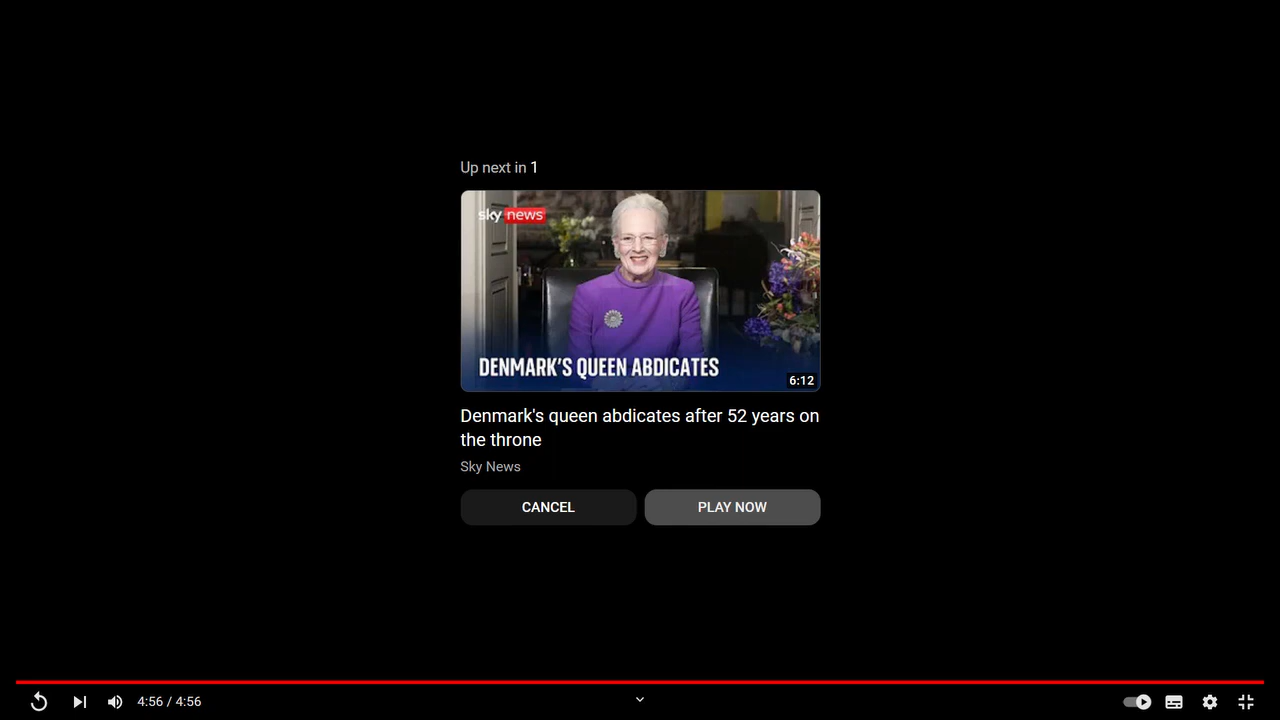 Up next in 1
sky news
DENMARK'S QUEEN ABDICATES
6:12
Denmark's queen abdicates after 52 years on
the throne
Sky News
CANCEL
PLAY NOW
4:56 / 4:56